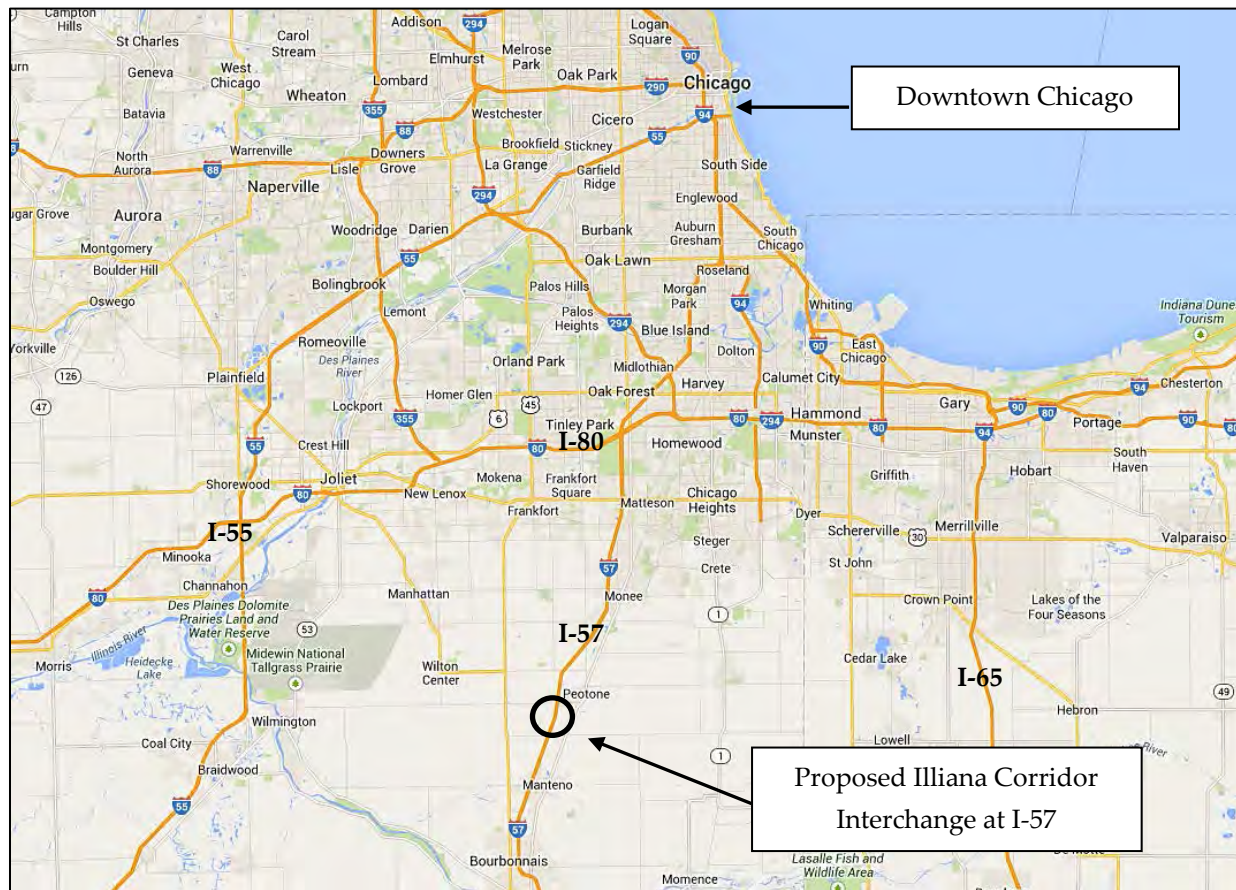 Campton
Hills
St Charles
Geneva
Batavia
North
Aurora
Aurora
Montgomery
Boulder Hill
Oswego
Yorkville
126
47
Carol
Stream
West
Chicago
Wheaton
Warrenville
88
Naperville
Addison
294
Elmhurst
Melrose
Park
Lombard
355
88
Downers
Grove
Lisle
Westchester
Brookfield
La Grange
294
Oak Park
290
Cicero
Stickney
55
Garfield
Ridge
Logan
Square
90
Chicago
94
South Side
Englewood
Downtown Chicago
Woodridge
Darien
55
Bolingbrook
Lemont
Romeoville
Des Plaines
River
Plainfield
Lockport
355
Homer Glen
6
45
Orland Park
Palos Hills
Palos
Heights
Burbank
Oak Lawn
Auburn
Gresham
Roseland
Morgan
Park
94
294
Blue Island
Midlothian
Dolton
Harvey
Oak Forest
Calumet City
South
Chicago
Whiting
90
East
Chicago
Indiana Dune
Tourism
94
Chesterton
90
80
Gary
Portage
90
80
55
Crest Hill
Shorewood
80
Joliet
New Lenox
Mokena
I-80
80
Tinley Park
Frankfort
Square
Frankfort
Homewood
80
294
Hammond
Munster
80
94
Griffith
Hobart
South
Haven
Matteson
Chicago
Heights
Dyer
Schererville
30
Merrillville
Valparaiso
I-55
Minooka
Channahon
80
Des Plaines Dolomite
Prairies Land and
Water Reserve
53
Midewin National
Tallgrass Prairie
Illinois River
Morris
Heidecke
Lake
Manhattan
Wilton
Center
Steger
Crete
57
Monee
1
St John
Crown Point
Lakes of the
Four Seasons
I-57
Cedar Lake
I-65
49
Hebron
Peotone
Wilmington
Coal City
Braidwood
55
Lowell
River
1
Manteno
57
Bourbonnais
Momence
Proposed Illiana Corridor
Interchange at I-57
Lasalle Fish and
Wildlife Area